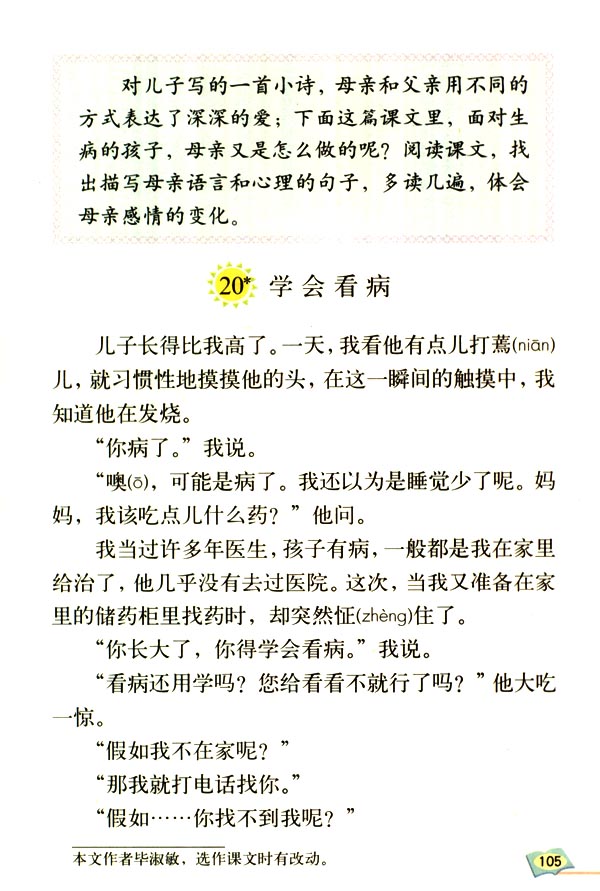 对儿子写的一首小诗，母亲和父亲用不同的
方式表达了深深的爱；下面这篇课文里，面对生
病的孩子，母亲又是怎么做的呢？阅读课文，找
出描写母亲语言和心理的句子，多读几遍，体会
母亲感情的变化。
20* 学会看病
儿子长得比我高了。一天，我看他有点儿打蔫(niān)
儿，就习惯性地摸摸他的头，在这一瞬间的触摸中，我
知道他在发烧。
“你病了。”我说。
“噢(ō)，可能是病了。我还以为是睡觉少了呢。妈
妈，我该吃点儿什么药？”他问。
我当过许多年医生，孩子有病，一般都是我在家里
给治了，他几乎没有去过医院。这次，当我又准备在家
里的储药柜里找药时，却突然怔(zhèng)住了。
“你长大了，你得学会看病。”我说。
“看病还用学吗？您给看看不就行了吗？”他大吃
一惊。
“假如我不在家呢？”
“那我就打电话找你。”
“假如……你找不到我呢？”
本文作者毕淑敏，选作课文时有改动。
105